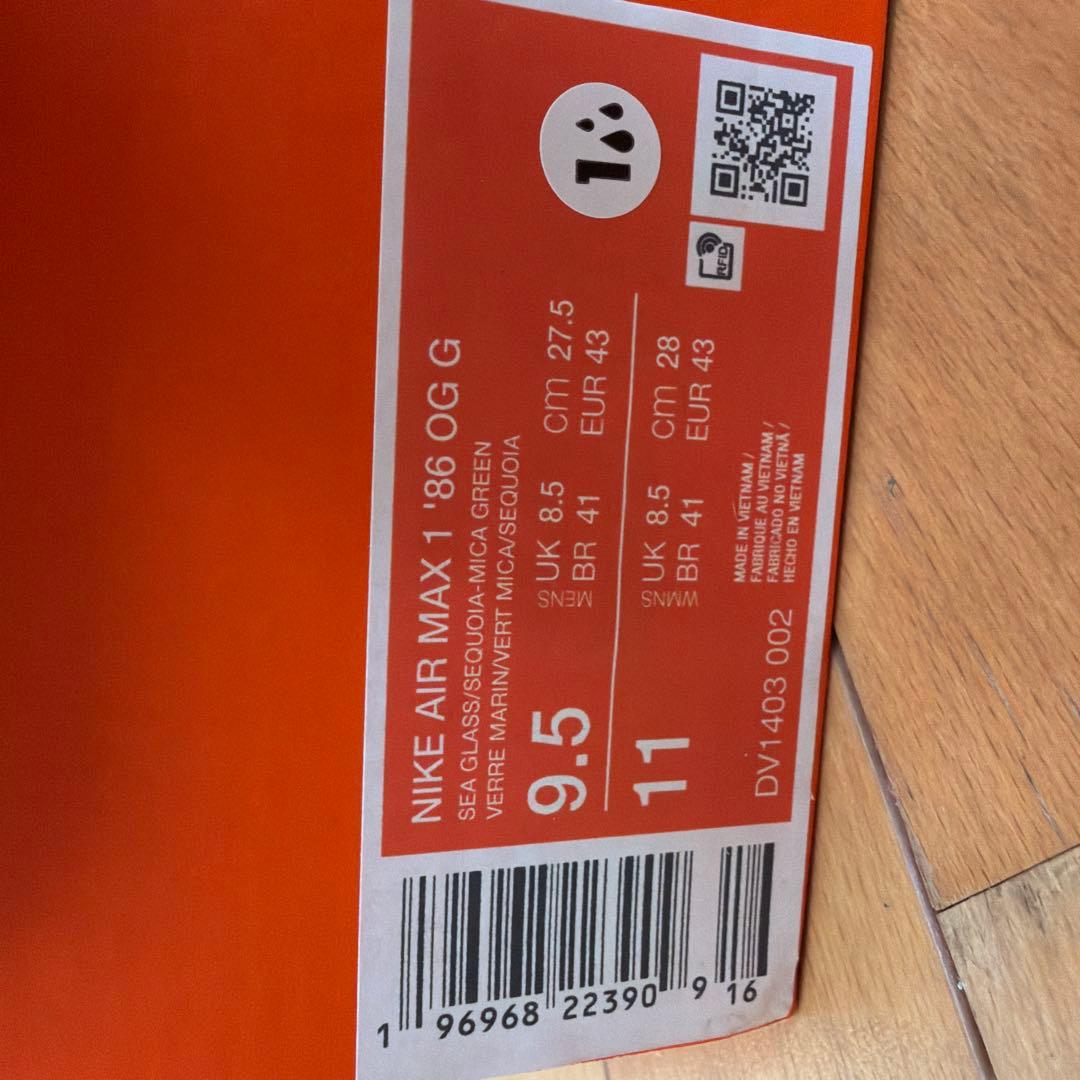 NIKE AIR MAX 1 '86 OG G
SEA GLASS/SEQUOIA-MICA GREEN
VERRE MARIN/VERT MICA/SEQUOIA
9.5
MENS
UK 8.5 cm 27.5
BR 41 EUR 43
11
WMNS
UK 8.5 cm 28
BR 41 EUR 43
DV1403 002
MADE IN VIETNAM /
FABRIQUE AU VIETNAM /
FABRICADO NO VIETNÃ /
HECHO EN VIETNAM
RFID
1
1 96968 22390 9 16